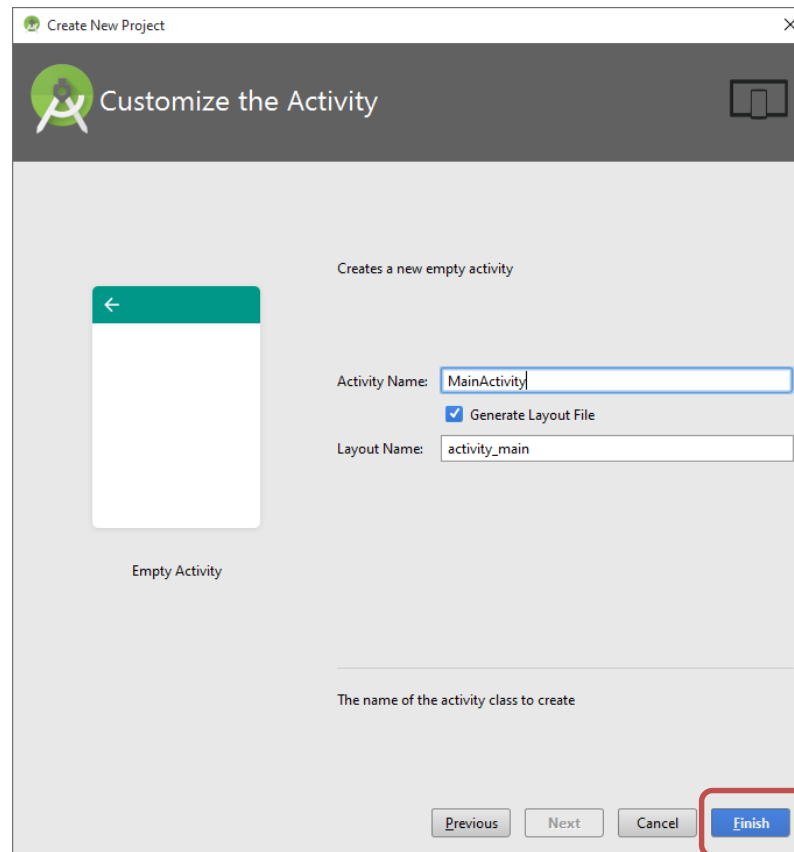 Create New Project
Customize the Activity
Creates a new empty activity
Activity Name: MainActivity
Generate Layout File
Layout Name: activity_main
Empty Activity
The name of the activity class to create
Previous Next Cancel Finish